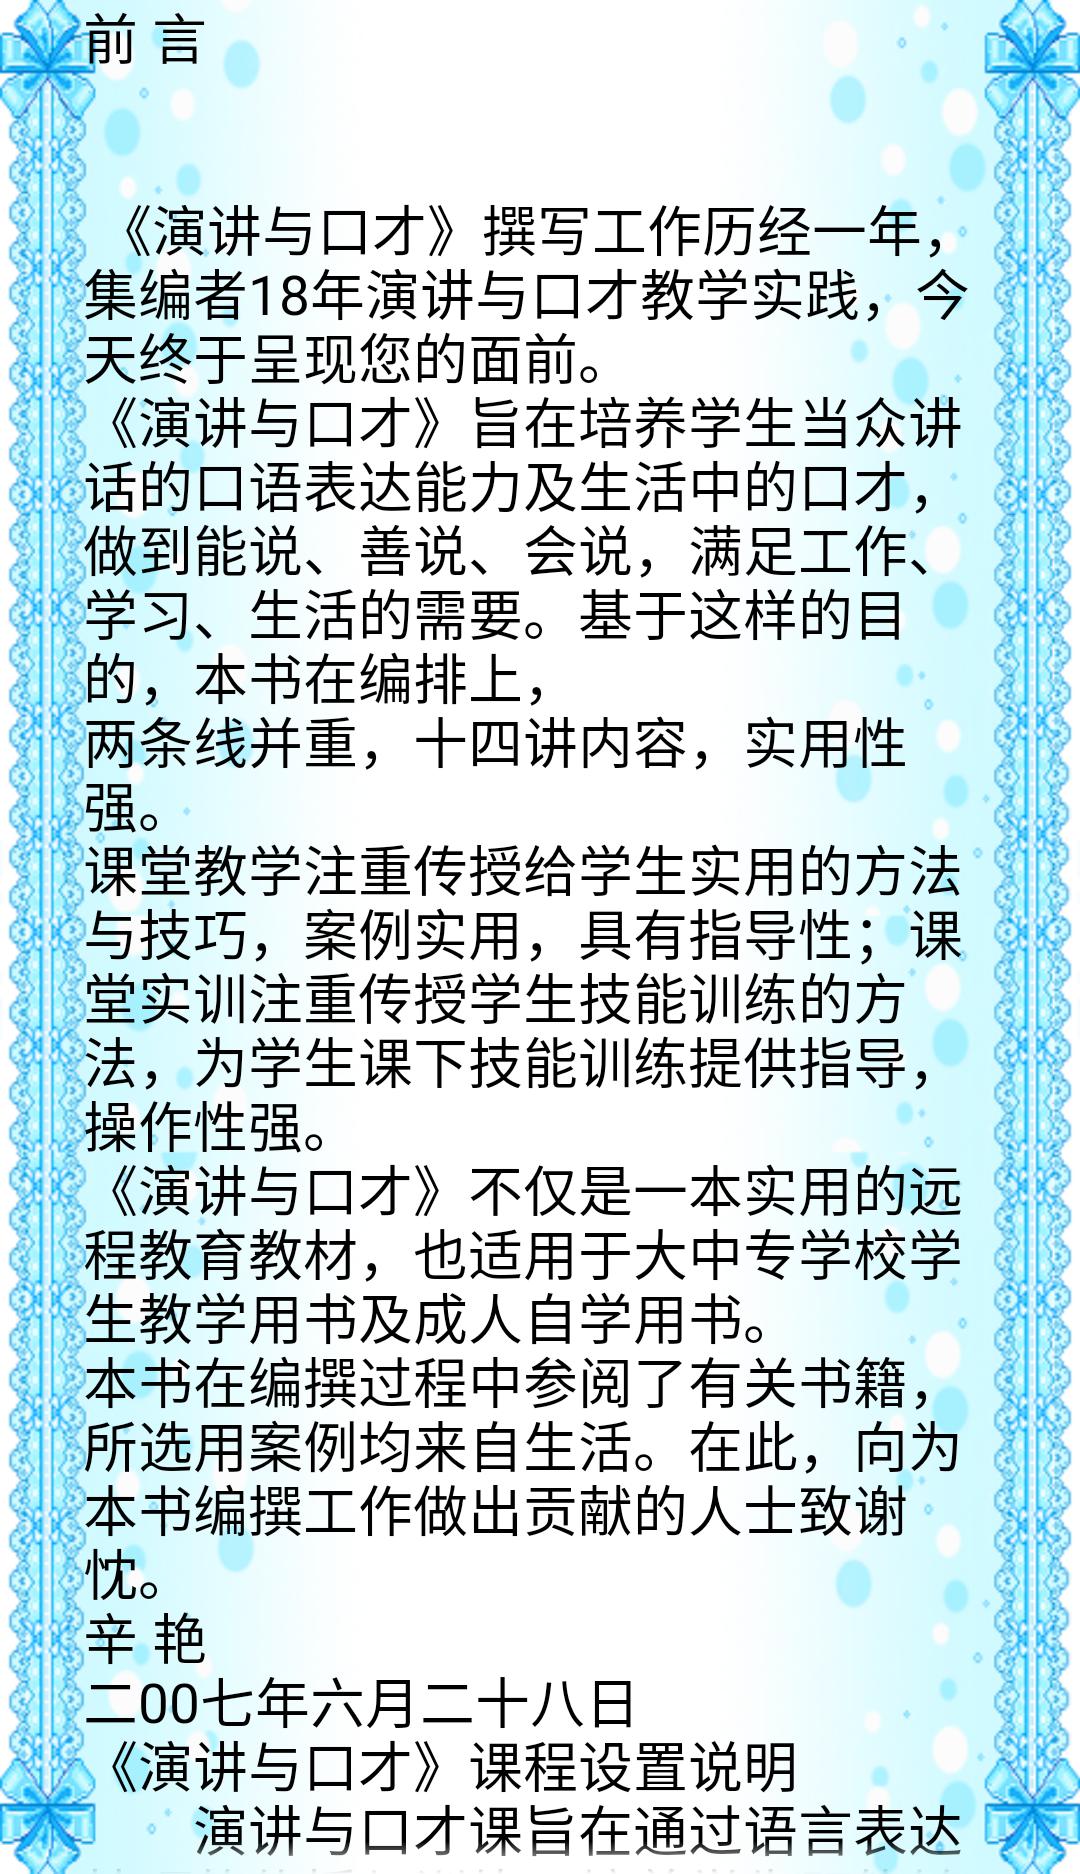 前 言
《演讲与口才》撰写工作历经一年，
集编者18年演讲与口才教学实践，今
天终于呈现您的面前。
《演讲与口才》旨在培养学生当众讲
话的口语表达能力及生活中的口才，
做到能说、善说、会说，满足工作、
学习、生活的需要。基于这样的目
的，本书在编排上，
两条线并重，十四讲内容，实用性
强。
课堂教学注重传授给学生实用的方法
与技巧，案例实用，具有指导性；课
堂实训注重传授学生技能训练的方
法，为学生课下技能训练提供指导，
操作性强。
《演讲与口才》不仅是一本实用的远
程教育教材，也适用于大中专学校学
生教学用书及成人自学用书。
本书在编撰过程中参阅了有关书籍，
所选用案例均来自生活。在此，向为
本书编撰工作做出贡献的人士致谢
忱。
辛 艳
二00七年六月二十八日
《演讲与口才》课程设置说明
演讲与口才课旨在通过语言表达